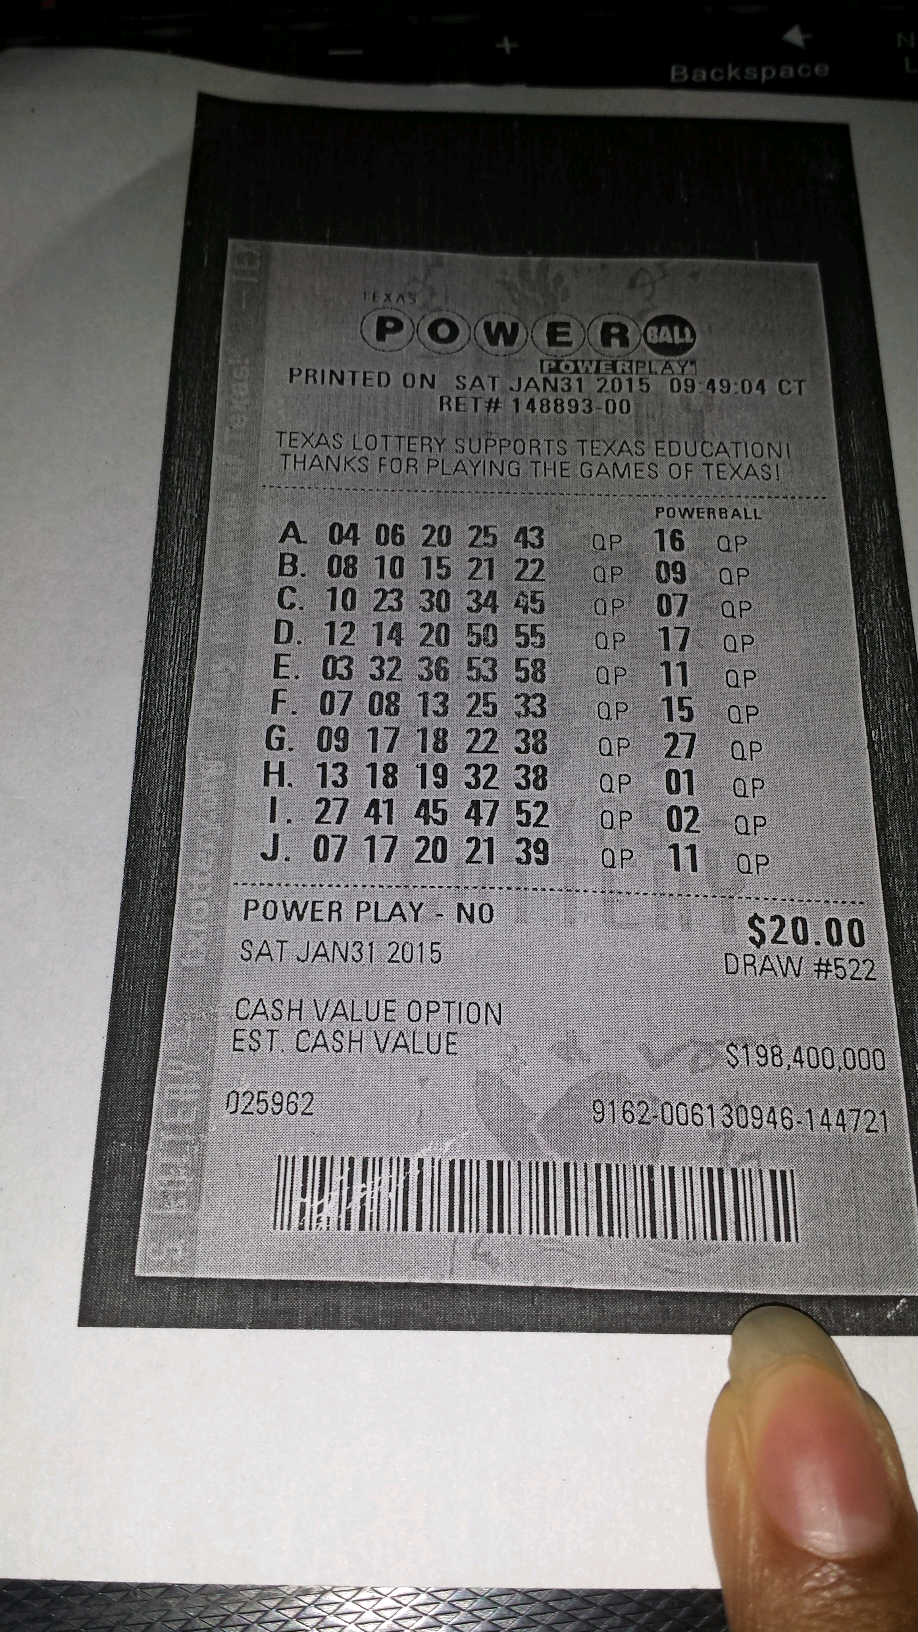 − + Backspace
TEXAS
POWERBALL
POWERPLAY
PRINTED ON SAT JAN31 2015 09:49:04 CT
RET# 148893-00
TEXAS LOTTERY SUPPORTS TEXAS EDUCATION!
THANKS FOR PLAYING THE GAMES OF TEXAS!
POWERBALL
A. 04 06 20 25 43 QP 16 QP
B. 08 10 15 21 22 QP 09 QP
C. 10 23 30 34 45 QP 07 QP
D. 12 14 20 50 55 QP 17 QP
E. 03 32 36 53 58 QP 11 QP
F. 07 08 13 25 33 QP 15 QP
G. 09 17 18 22 38 QP 27 QP
H. 13 18 19 32 38 QP 01 QP
I. 27 41 45 47 52 QP 02 QP
J. 07 17 20 21 39 QP 11 QP
POWER PLAY - NO $20.00
SAT JAN31 2015 DRAW #522
CASH VALUE OPTION
EST. CASH VALUE $198,400,000
025962 9162-006130946-144721